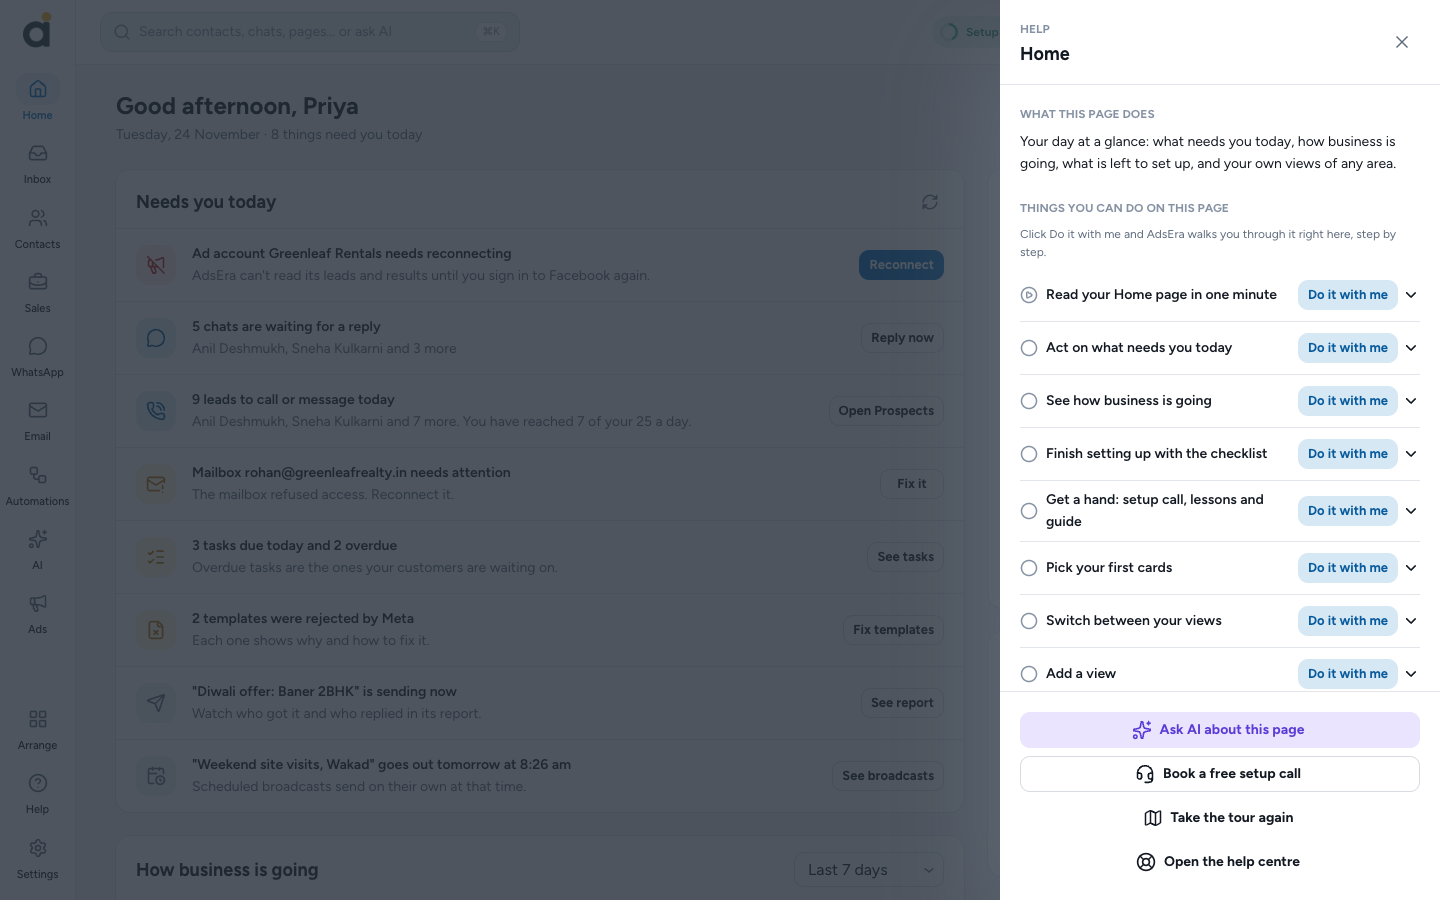 a
Search contacts, chats, pages... or ask AI
⌘K
Setup
Home
Inbox
Contacts
Sales
WhatsApp
Email
Automations
AI
Ads
Arrange
Help
Settings
Good afternoon, Priya
Tuesday, 24 November · 8 things need you today
Needs you today
Ad account Greenleaf Rentals needs reconnecting
AdsEra can't read its leads and results until you sign in to Facebook again.
Reconnect
5 chats are waiting for a reply
Anil Deshmukh, Sneha Kulkarni and 3 more
Reply now
9 leads to call or message today
Anil Deshmukh, Sneha Kulkarni and 7 more. You have reached 7 of your 25 a day.
Open Prospects
Mailbox rohan@greenleafrealty.in needs attention
The mailbox refused access. Reconnect it.
Fix it
3 tasks due today and 2 overdue
Overdue tasks are the ones your customers are waiting on.
See tasks
2 templates were rejected by Meta
Each one shows why and how to fix it.
Fix templates
"Diwali offer: Baner 2BHK" is sending now
Watch who got it and who replied in its report.
See report
"Weekend site visits, Wakad" goes out tomorrow at 8:26 am
Scheduled broadcasts send on their own at that time.
See broadcasts
How business is going
Last 7 days
HELP
Home
WHAT THIS PAGE DOES
Your day at a glance: what needs you today, how business is
going, what is left to set up, and your own views of any area.
THINGS YOU CAN DO ON THIS PAGE
Click Do it with me and AdsEra walks you through it right here, step by
step.
Read your Home page in one minute
Do it with me
Act on what needs you today
Do it with me
See how business is going
Do it with me
Finish setting up with the checklist
Do it with me
Get a hand: setup call, lessons and
guide
Do it with me
Pick your first cards
Do it with me
Switch between your views
Do it with me
Add a view
Do it with me
Ask AI about this page
Book a free setup call
Take the tour again
Open the help centre